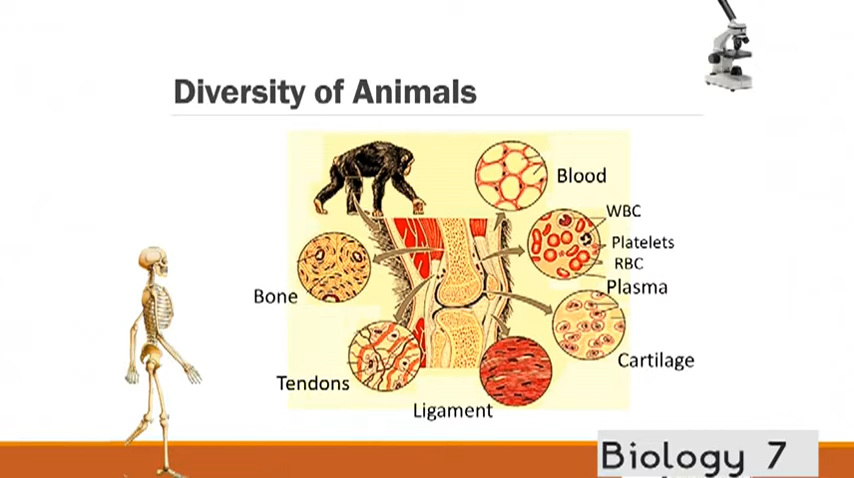 Diversity of Animals
Blood
WBC
Platelets
RBC
Plasma
Bone
Cartilage
Tendons
Ligament
Biology 7